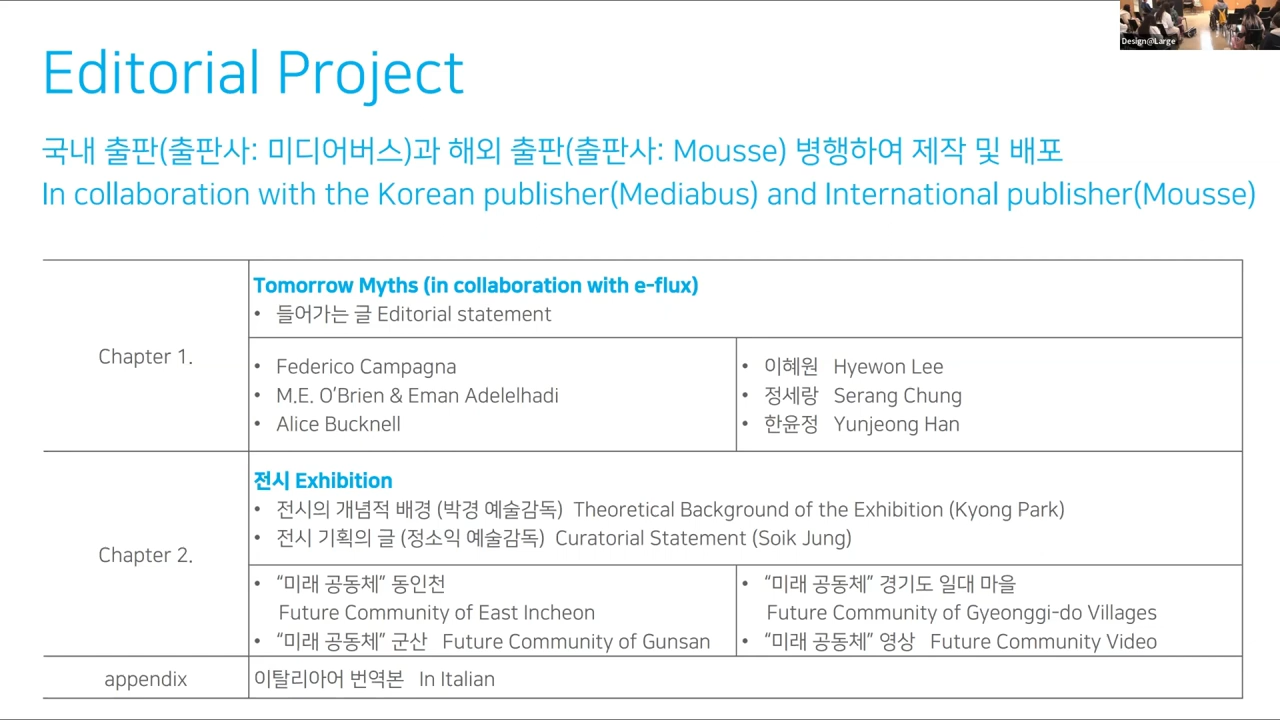 Design@Large
Editorial Project
국내 출판(출판사: 미디어버스)과 해외 출판(출판사: Mousse) 병행하여 제작 및 배포
In collaboration with the Korean publisher(Mediabus) and International publisher(Mousse)
Chapter 1.
Tomorrow Myths (in collaboration with e-flux)
• 들어가는 글 Editorial statement
• Federico Campagna
• M.E. O’Brien & Eman Adelelhadi
• Alice Bucknell
• 이혜원 Hyewon Lee
• 정세랑 Serang Chung
• 한윤정 Yunjeong Han
Chapter 2.
전시 Exhibition
• 전시의 개념적 배경 (박경 예술감독) Theoretical Background of the Exhibition (Kyong Park)
• 전시 기획의 글 (정소익 예술감독) Curatorial Statement (Soik Jung)
• “미래 공동체” 동인천
Future Community of East Incheon
• “미래 공동체” 군산 Future Community of Gunsan
• “미래 공동체” 경기도 일대 마을
Future Community of Gyeonggi-do Villages
• “미래 공동체” 영상 Future Community Video
appendix
이탈리아어 번역본 In Italian